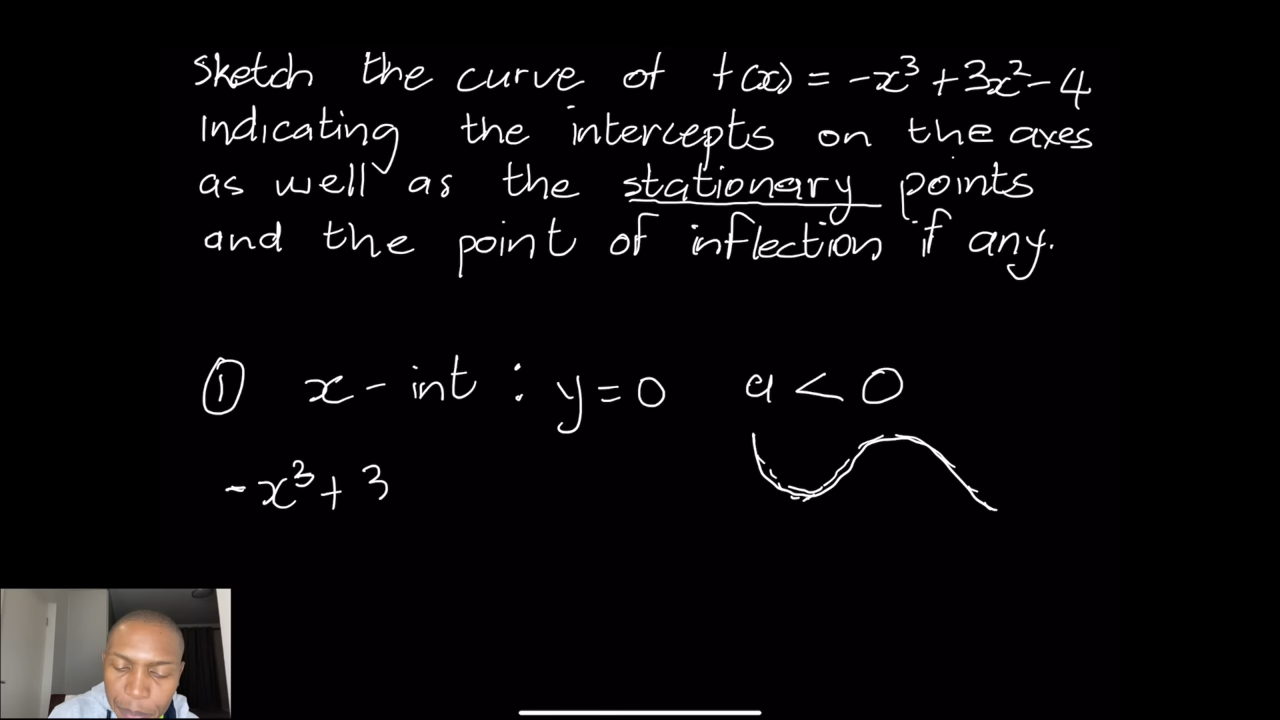 sketch the curve of f(x) = -x³ + 3x² - 4
Indicating the intercepts on the axes
as well as the stationary points
and the point of inflection if any.
① x - int : y = 0 a < 0
-x³ + 3